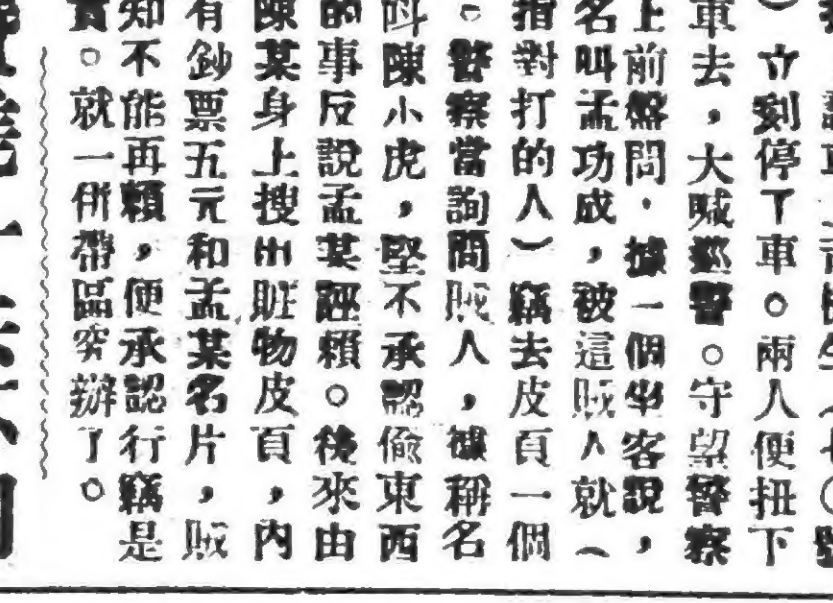 ）立刻停了車。兩人便扭下
車去，大喊巡警。守望警察
上前盤問，據一個坐客說，
名叫孟功成，被這賊人就（
指對打的人）竊去皮頁一個
。警察當詢問賊人，據稱名
叫陳小虎，堅不承認偷東西
的事反說孟某誣賴。後來由
陳某身上搜出賍物皮頁，內
有鈔票五元和孟某名片，賊
知不能再賴，便承認行竊是
實。就一併帶區究辦了。